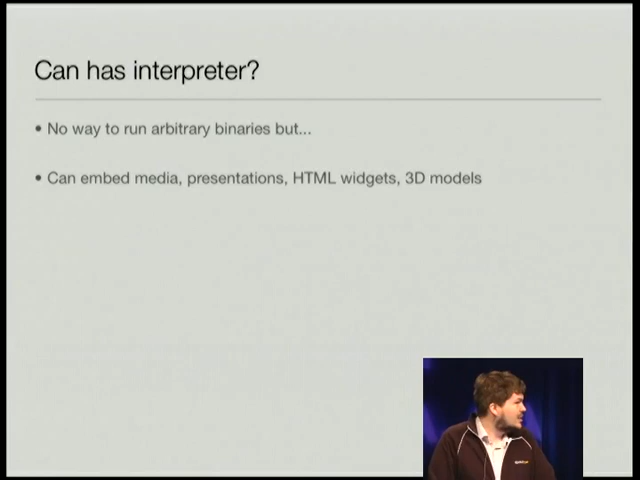 Can has interpreter?
• No way to run arbitrary binaries but...
• Can embed media, presentations, HTML widgets, 3D models